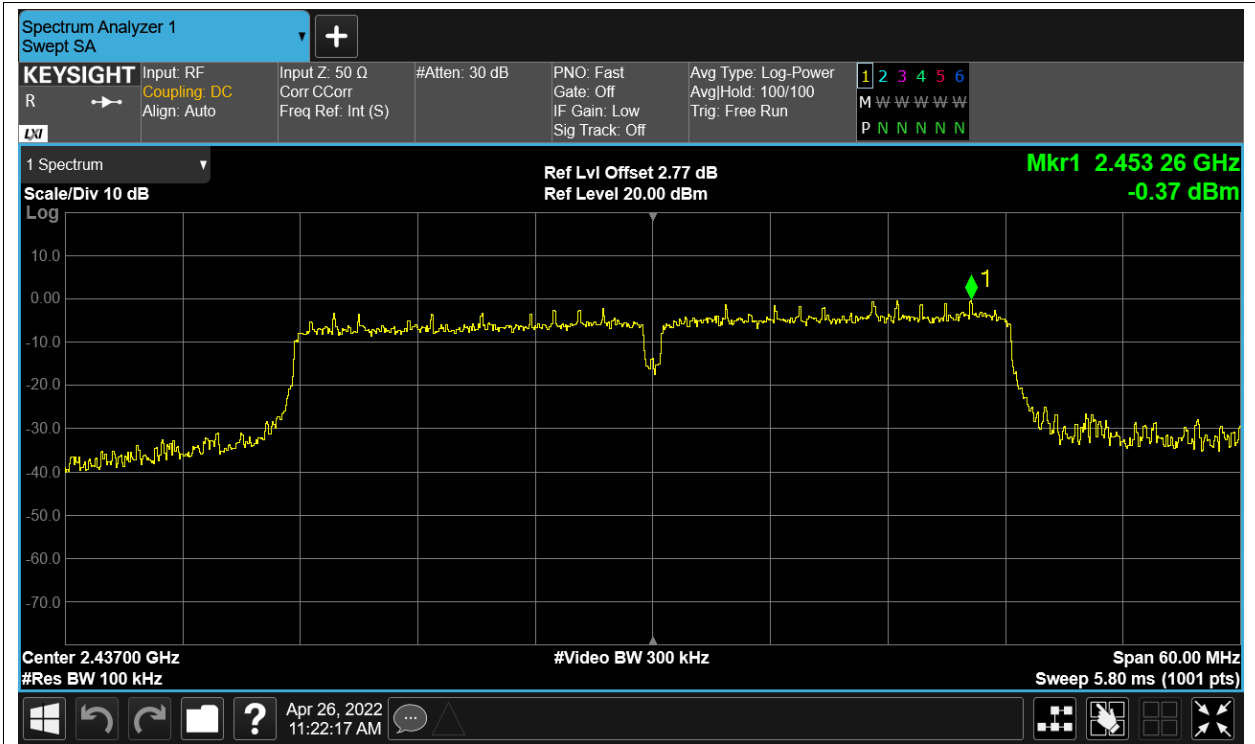 Spectrum Analyzer 1
Swept SA
KEYSIGHT
R
LXI
Input: RF
Coupling: DC
Align: Auto
Input Z: 50 Ω
Corr CCorr
Freq Ref: Int (S)
#Atten: 30 dB
PNO: Fast
Gate: Off
IF Gain: Low
Sig Track: Off
Avg Type: Log-Power
Avg|Hold: 100/100
Trig: Free Run
1 2 3 4 5 6
M W W W W W
P N N N N N
1 Spectrum
Scale/Div 10 dB
Log
Ref Lvl Offset 2.77 dB
Ref Level 20.00 dBm
Mkr1 2.453 26 GHz
-0.37 dBm
1
10.0
0.00
-10.0
-20.0
-30.0
-40.0
-50.0
-60.0
-70.0
Center 2.43700 GHz
#Res BW 100 kHz
#Video BW 300 kHz
Span 60.00 MHz
Sweep 5.80 ms (1001 pts)
?
Apr 26, 2022
11:22:17 AM